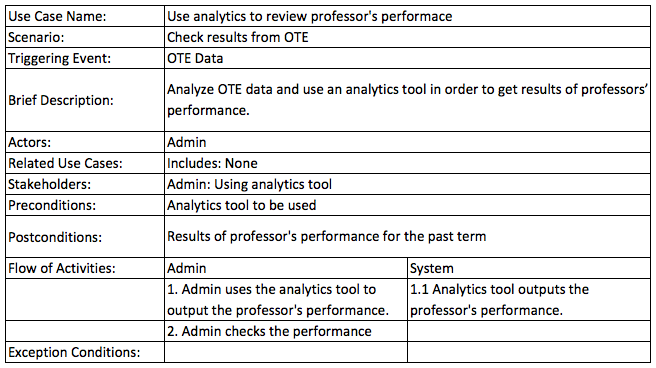 Use Case Name: Use analytics to review professor's performace
Scenario: Check results from OTE
Triggering Event: OTE Data
Brief Description: Analyze OTE data and use an analytics tool in order to get results of professors’
performance.
Actors: Admin
Related Use Cases: Includes: None
Stakeholders: Admin: Using analytics tool
Preconditions: Analytics tool to be used
Postconditions: Results of professor's performance for the past term
Flow of Activities: Admin System
1. Admin uses the analytics tool to 1.1 Analytics tool outputs the
output the professor's performance. professor's performance.
2. Admin checks the performance
Exception Conditions: